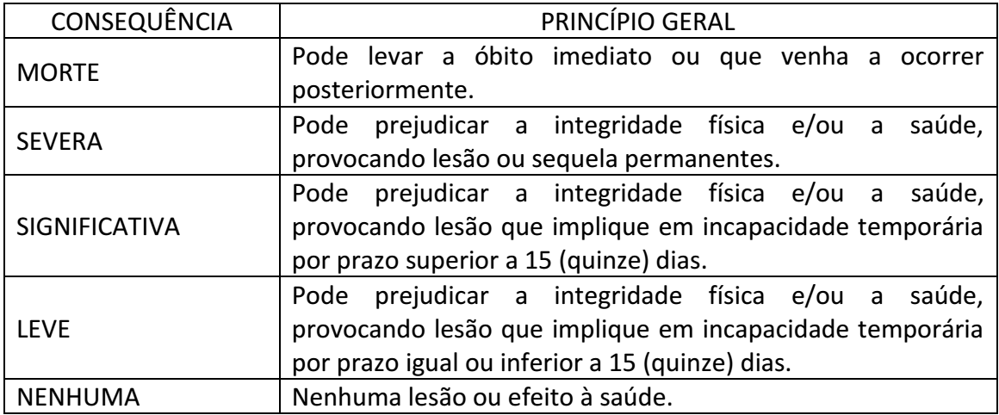 CONSEQUÊNCIA PRINCÍPIO GERAL
MORTE
Pode levar a óbito imediato ou que venha a ocorrer
posteriormente.
SEVERA
Pode prejudicar a integridade física e/ou a saúde,
provocando lesão ou sequela permanentes.
SIGNIFICATIVA
Pode prejudicar a integridade física e/ou a saúde,
provocando lesão que implique em incapacidade temporária
por prazo superior a 15 (quinze) dias.
LEVE
Pode prejudicar a integridade física e/ou a saúde,
provocando lesão que implique em incapacidade temporária
por prazo igual ou inferior a 15 (quinze) dias.
NENHUMA Nenhuma lesão ou efeito à saúde.